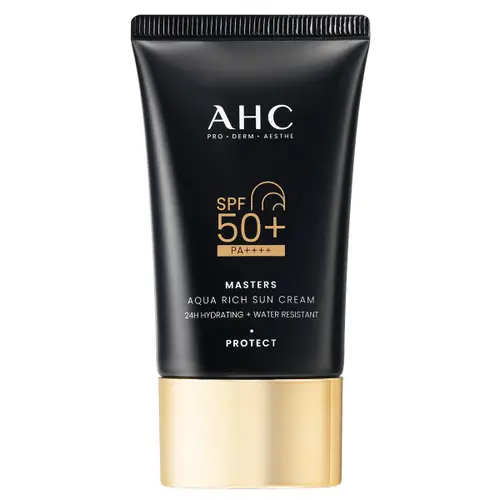 AHC
PRO • DERM • AESTHE
SPF
50+
PA++++
MASTERS
AQUA RICH SUN CREAM
24H HYDRATING + WATER RESISTANT
•
PROTECT